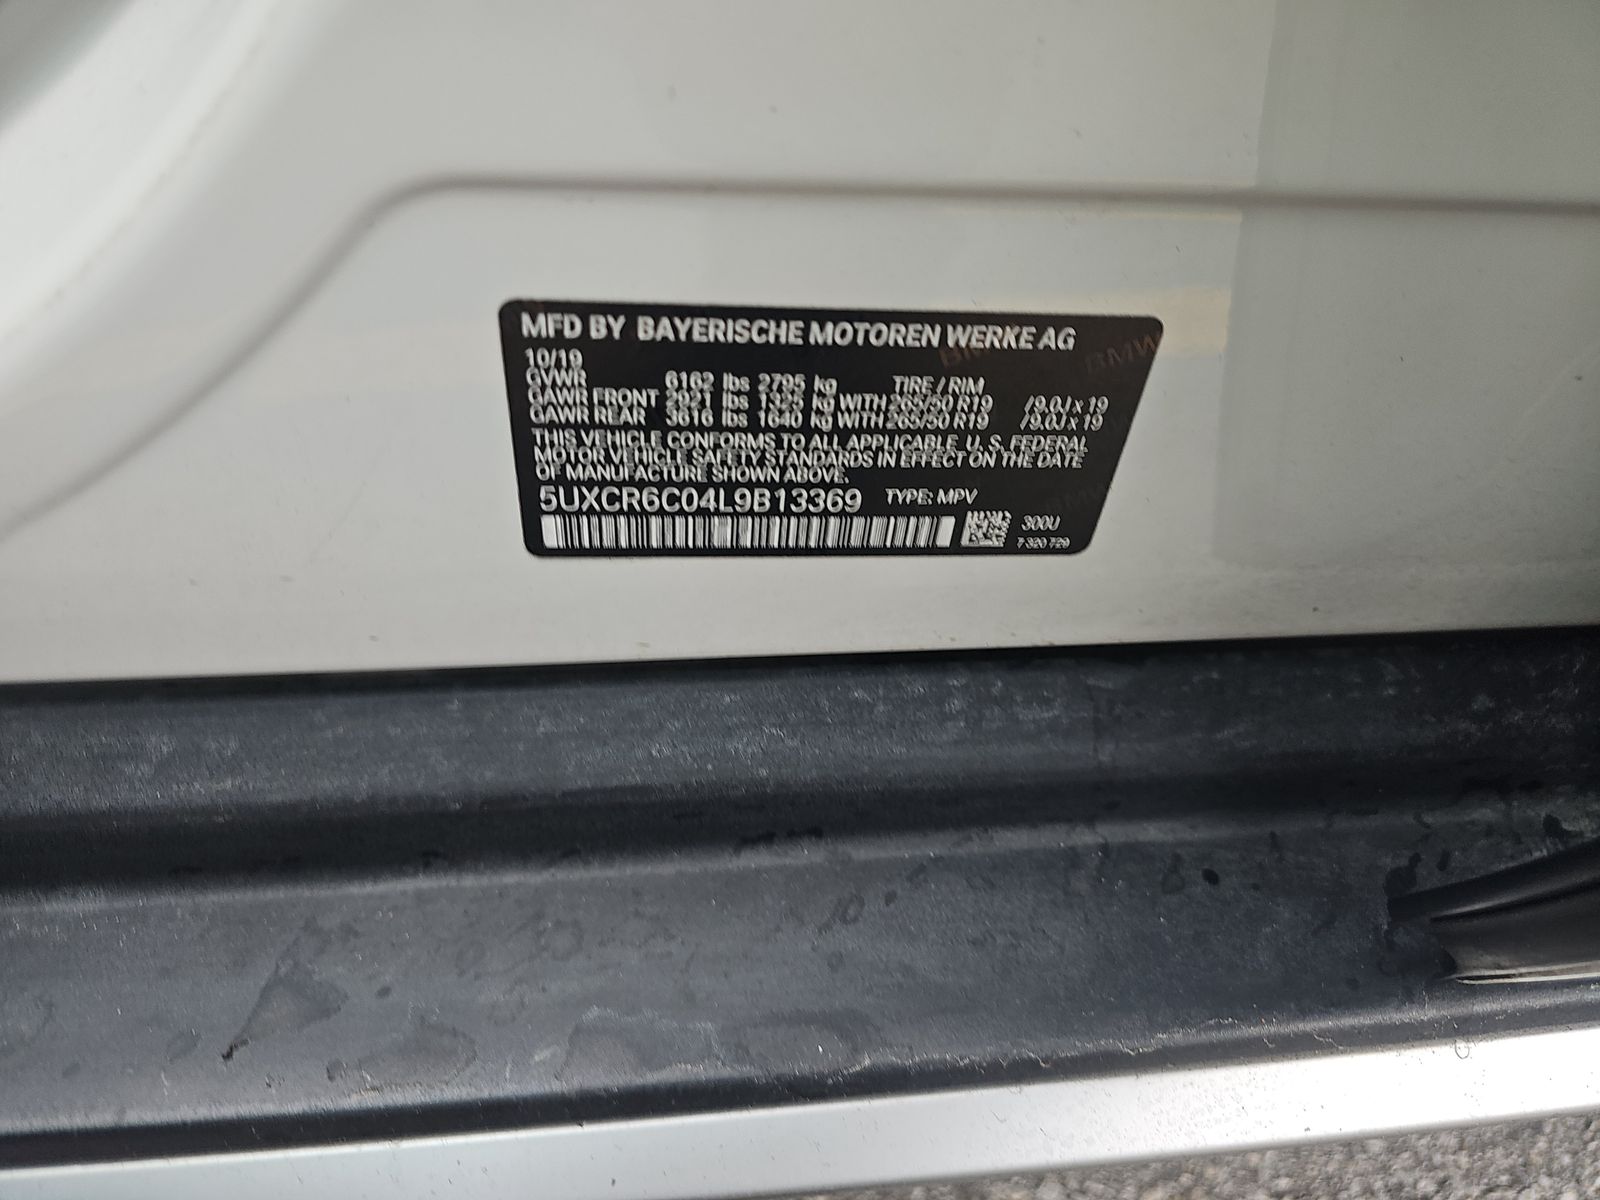 MFD BY BAYERISCHE MOTOREN WERKE AG
10/19
GVWR 6162 lbs 2795 kg TIRE / RIM
GAWR FRONT 2921 lbs 1325 kg WITH 265/50 R19 /9.0J x 19
GAWR REAR 3616 lbs 1640 kg WITH 265/50 R19 /9.0J x 19
THIS VEHICLE CONFORMS TO ALL APPLICABLE U. S. FEDERAL
MOTOR VEHICLE SAFETY STANDARDS IN EFFECT ON THE DATE
OF MANUFACTURE SHOWN ABOVE.
5UXCR6C04L9B13369 TYPE: MPV
300U
7 320 729